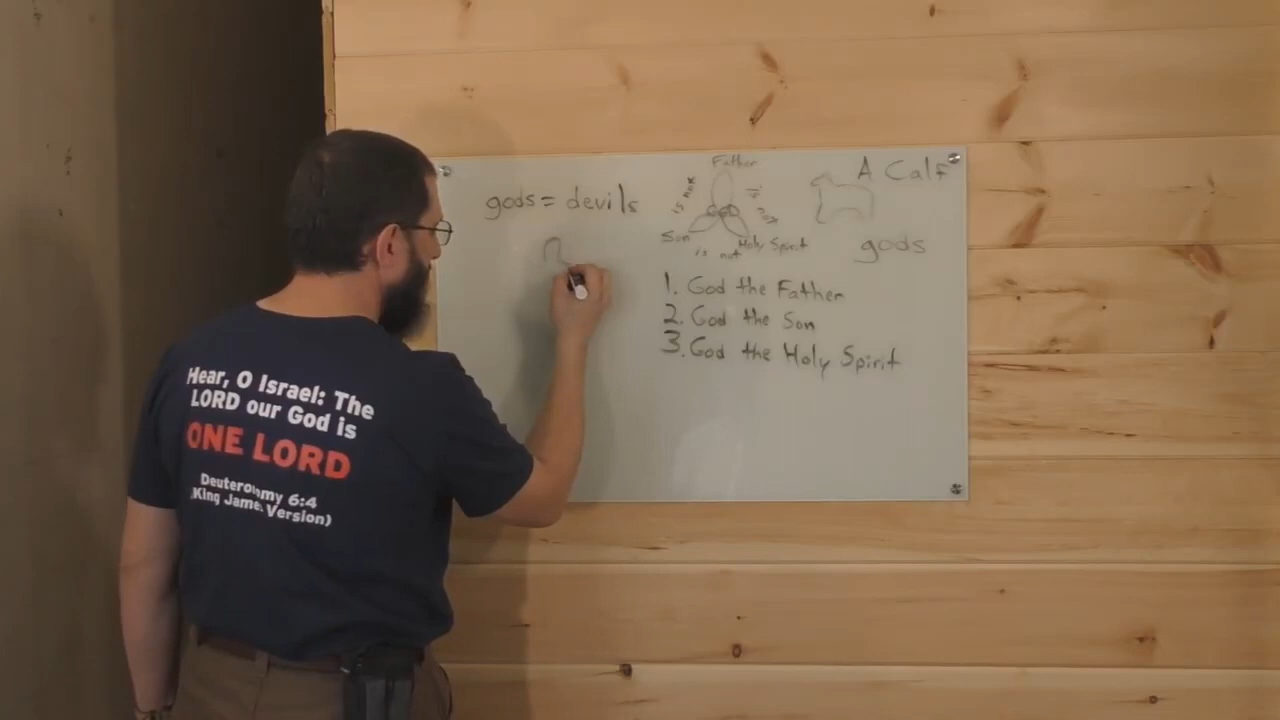 Hear, O Israel: The
LORD our God is
ONE LORD
Deuteronomy 6:4
(King James Version)
gods = devils
Father
is not
is not
GOD
Son
is not
Holy Spirit
A Calf
gods
1. God the Father
2. God the Son
3. God the Holy Spirit